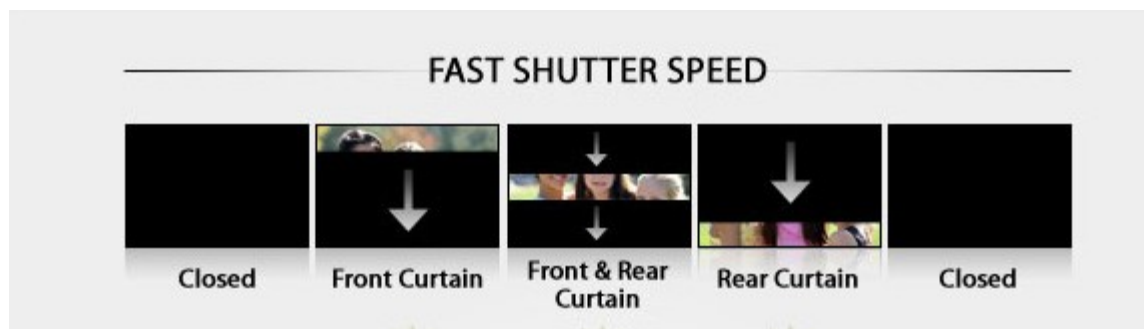 FAST SHUTTER SPEED
Closed
Front Curtain
Front & Rear
Curtain
Rear Curtain
Closed